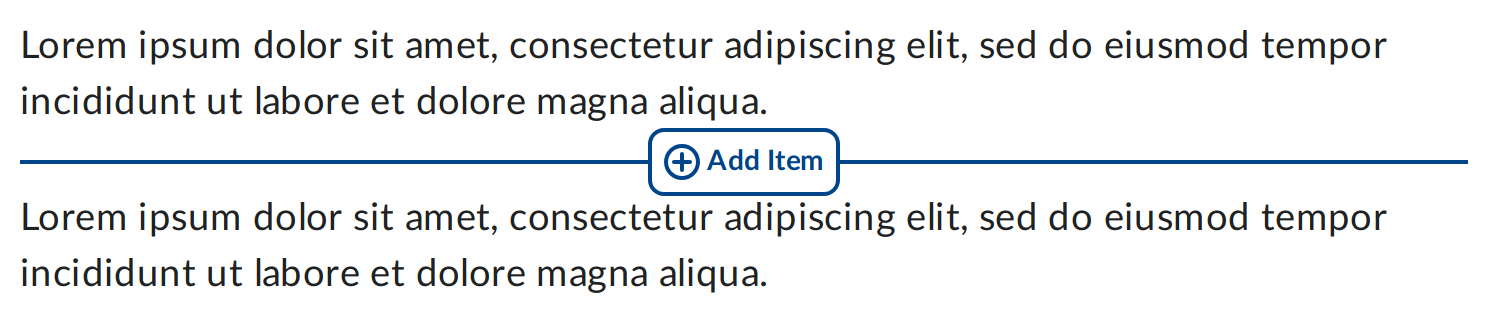 Lorem ipsum dolor sit amet, consectetur adipiscing elit, sed do eiusmod tempor
incididunt ut labore et dolore magna aliqua.
Add Item
Lorem ipsum dolor sit amet, consectetur adipiscing elit, sed do eiusmod tempor
incididunt ut labore et dolore magna aliqua.